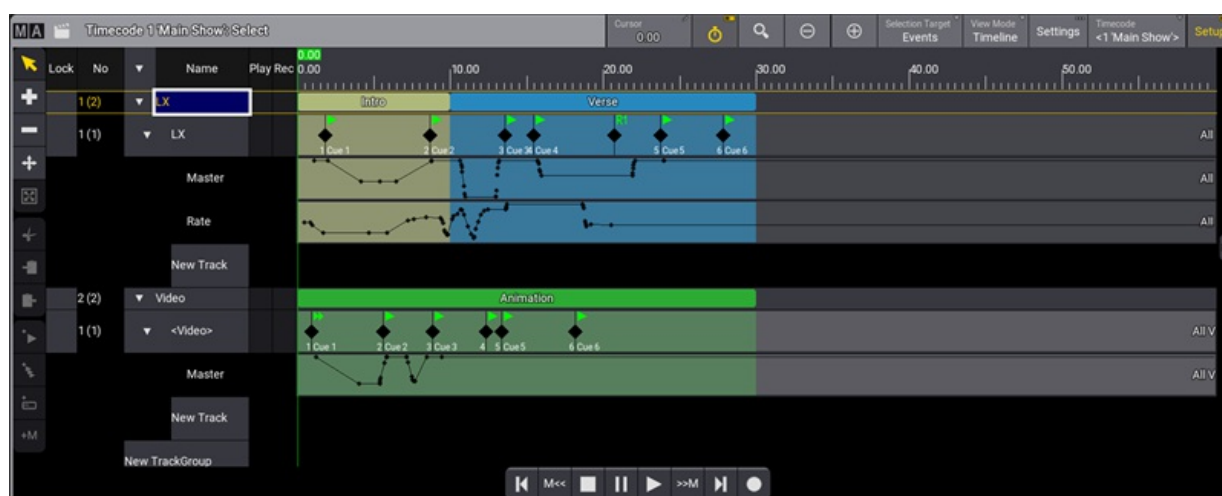 MA Timecode 1 'Main Show': Select Cursor 0.00 Selection Target Events View Mode Timeline Settings Timecode <1 'Main Show'> Setup
Lock No Name Play Rec 0.00 0.00 10.00 20.00 30.00 40.00 50.00
1 (2) LX Intro Verse
1 (1) LX R1 All
1 Cue 1 2 Cue 2 3 Cue 3 4 Cue 4 5 Cue 5 6 Cue 6
Master All
Rate All
New Track
2 (2) Video Animation
1 (1) <Video> All V
1 Cue 1 2 Cue 2 3 Cue 3 4 5 Cue 5 6 Cue 6
Master All V
New Track
+M
New TrackGroup
M<< >>M